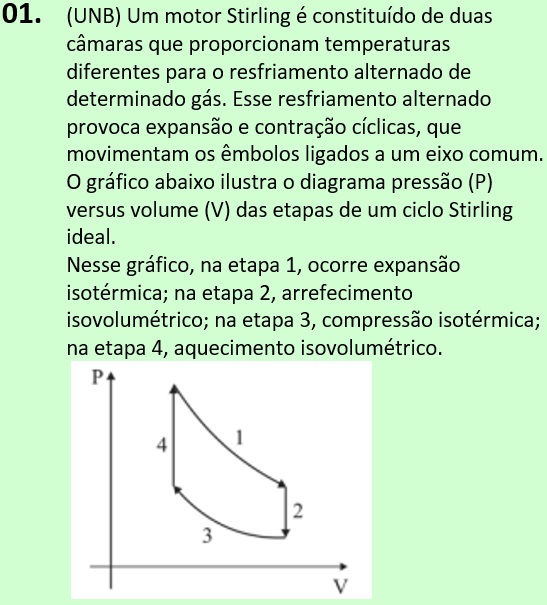 01. (UNB) Um motor Stirling é constituído de duas
câmaras que proporcionam temperaturas
diferentes para o resfriamento alternado de
determinado gás. Esse resfriamento alternado
provoca expansão e contração cíclicas, que
movimentam os êmbolos ligados a um eixo comum.
O gráfico abaixo ilustra o diagrama pressão (P)
versus volume (V) das etapas de um ciclo Stirling
ideal.
Nesse gráfico, na etapa 1, ocorre expansão
isotérmica; na etapa 2, arrefecimento
isovolumétrico; na etapa 3, compressão isotérmica;
na etapa 4, aquecimento isovolumétrico.
P
4
1
2
3
V